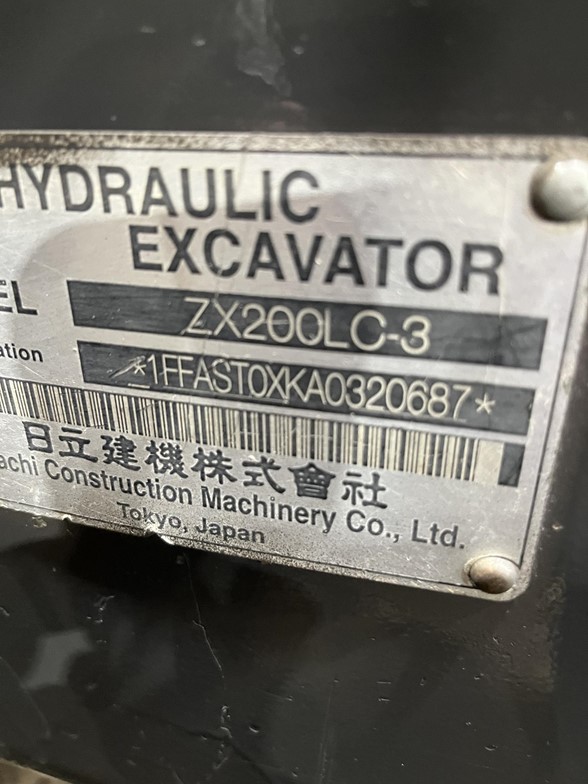 HYDRAULIC
EXCAVATOR
EL ZX200LC-3
ation *1FFAST0XKA0320687*
日立建機株式會社
achi Construction Machinery Co., Ltd.
Tokyo, Japan